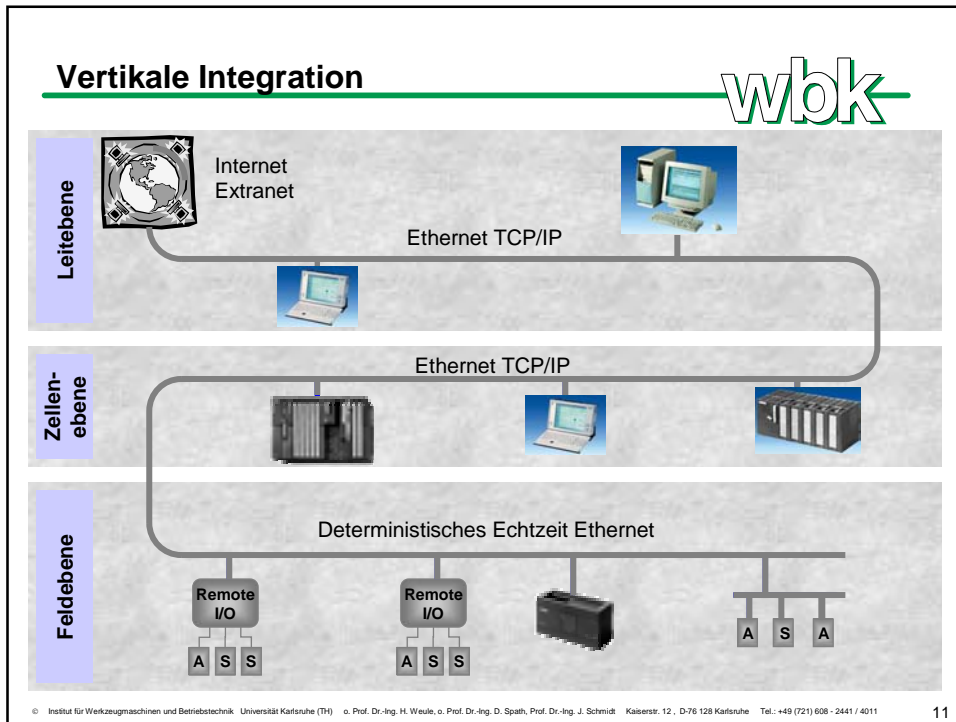 Vertikale Integration
wbk
Leitebene
Internet
Extranet
Ethernet TCP/IP
Zellen-
ebene
Ethernet TCP/IP
Feldebene
Deterministisches Echtzeit Ethernet
Remote
I/O
A S S
Remote
I/O
A S S
A S A
© Institut für Werkzeugmaschinen und Betriebstechnik Universität Karlsruhe (TH) o. Prof. Dr.-Ing. H. Weule, o. Prof. Dr.-Ing. D. Spath, Prof. Dr.-Ing. J. Schmidt Kaiserstr. 12 , D-76 128 Karlsruhe Tel.: +49 (721) 608 - 2441 / 4011
11